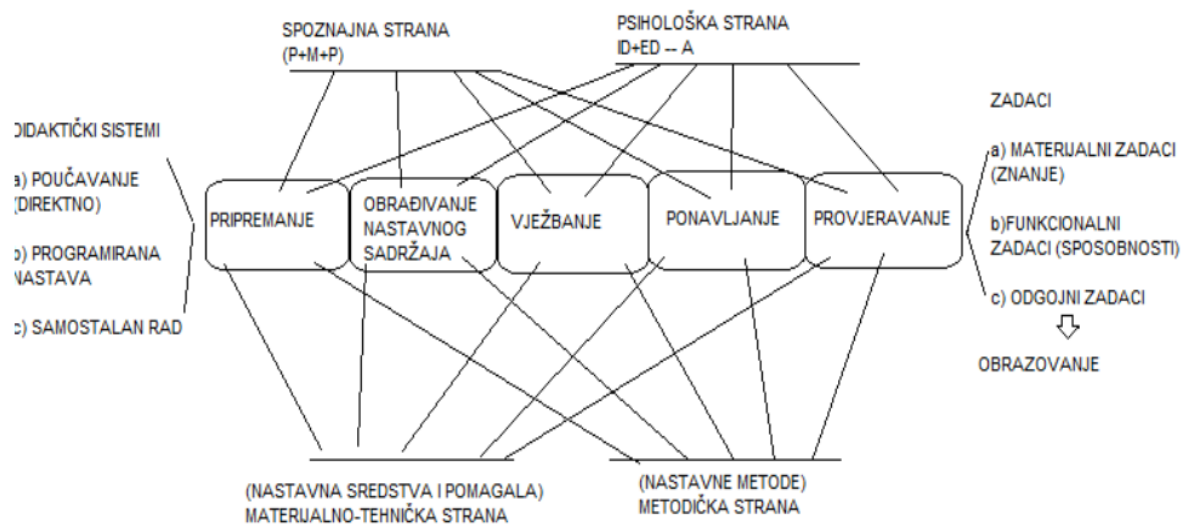 SPOZNAJNA STRANA
(P+M+P)
PSIHOLOŠKA STRANA
ID+ED -- A
DIDAKTIČKI SISTEMI
a) POUČAVANJE
(DIREKTNO)
b) PROGRAMIRANA
NASTAVA
c) SAMOSTALAN RAD
PRIPREMANJE
OBRAĐIVANJE
NASTAVNOG
SADRŽAJA
VJEŽBANJE
PONAVLJANJE
PROVJERAVANJE
ZADACI
a) MATERIJALNI ZADACI
(ZNANJE)
b)FUNKCIONALNI
ZADACI (SPOSOBNOSTI)
c) ODGOJNI ZADACI
OBRAZOVANJE
(NASTAVNA SREDSTVA I POMAGALA)
MATERIJALNO-TEHNIČKA STRANA
(NASTAVNE METODE)
METODIČKA STRANA